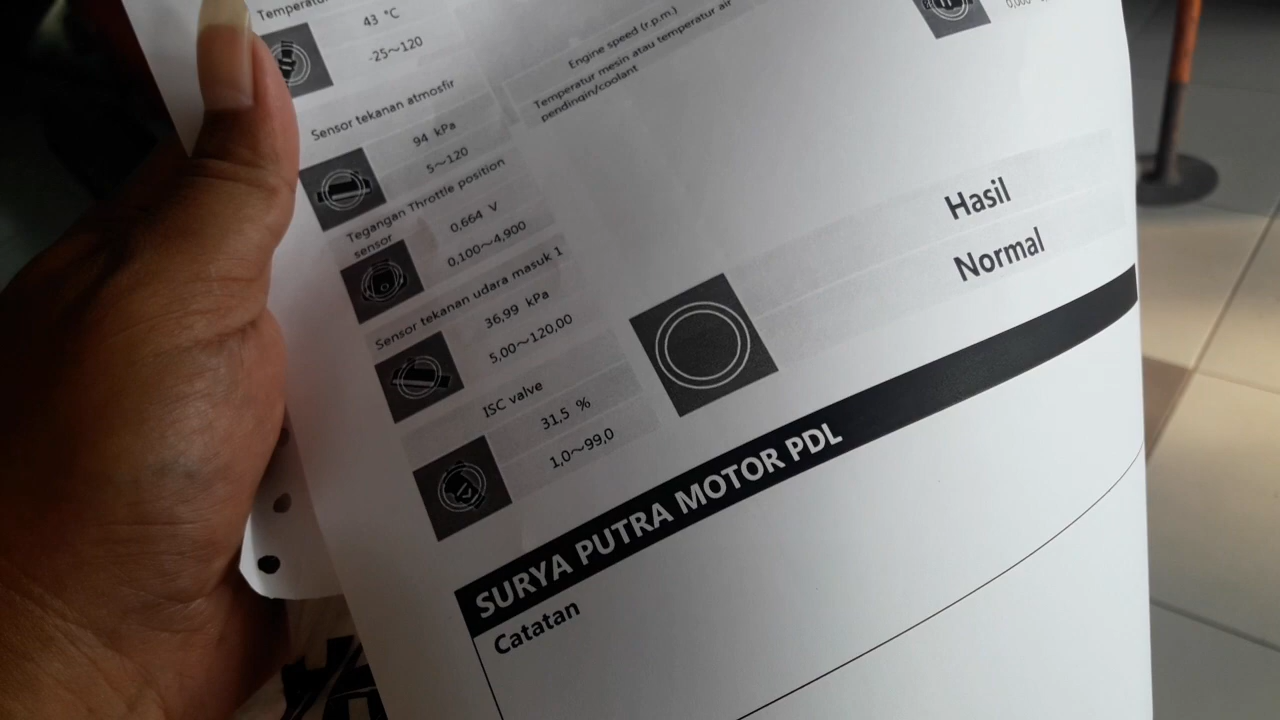 Temperatur
43 °C
-25~120
Sensor tekanan atmosfir
94 kPa
5~120
Tegangan Throttle position
sensor
0,664 V
0,100~4,900
Sensor tekanan udara masuk 1
36,99 kPa
5,00~120,00
ISC valve
31,5 %
1,0~99,0
Engine speed (r.p.m.)
Temperatur mesin atau temperatur air
pendingin/coolant
Hasil
Normal
SURYA PUTRA MOTOR PDL
Catatan